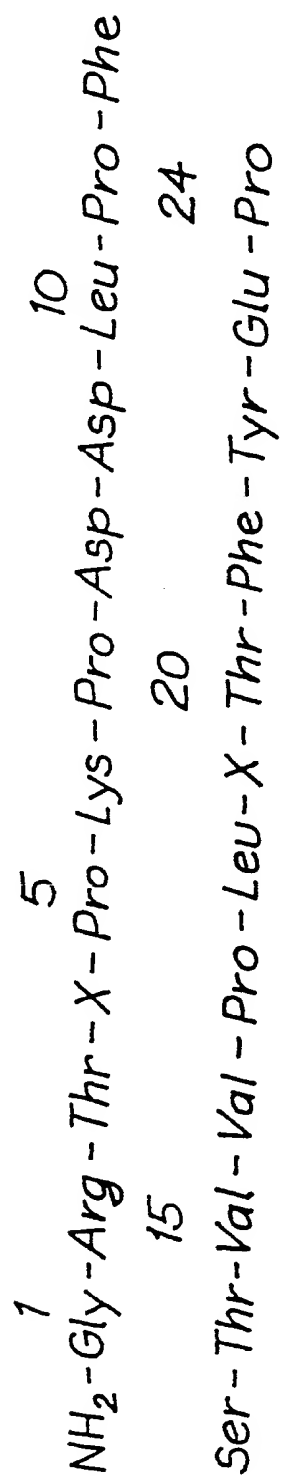 1 5 10
NH₂-Gly-Arg-Thr-X-Pro-Lys-Pro-Asp-Asp-Leu-Pro-Phe
15 20 24
Ser-Thr-Val-Val-Pro-Leu-X-Thr-Phe-Tyr-Glu-Pro